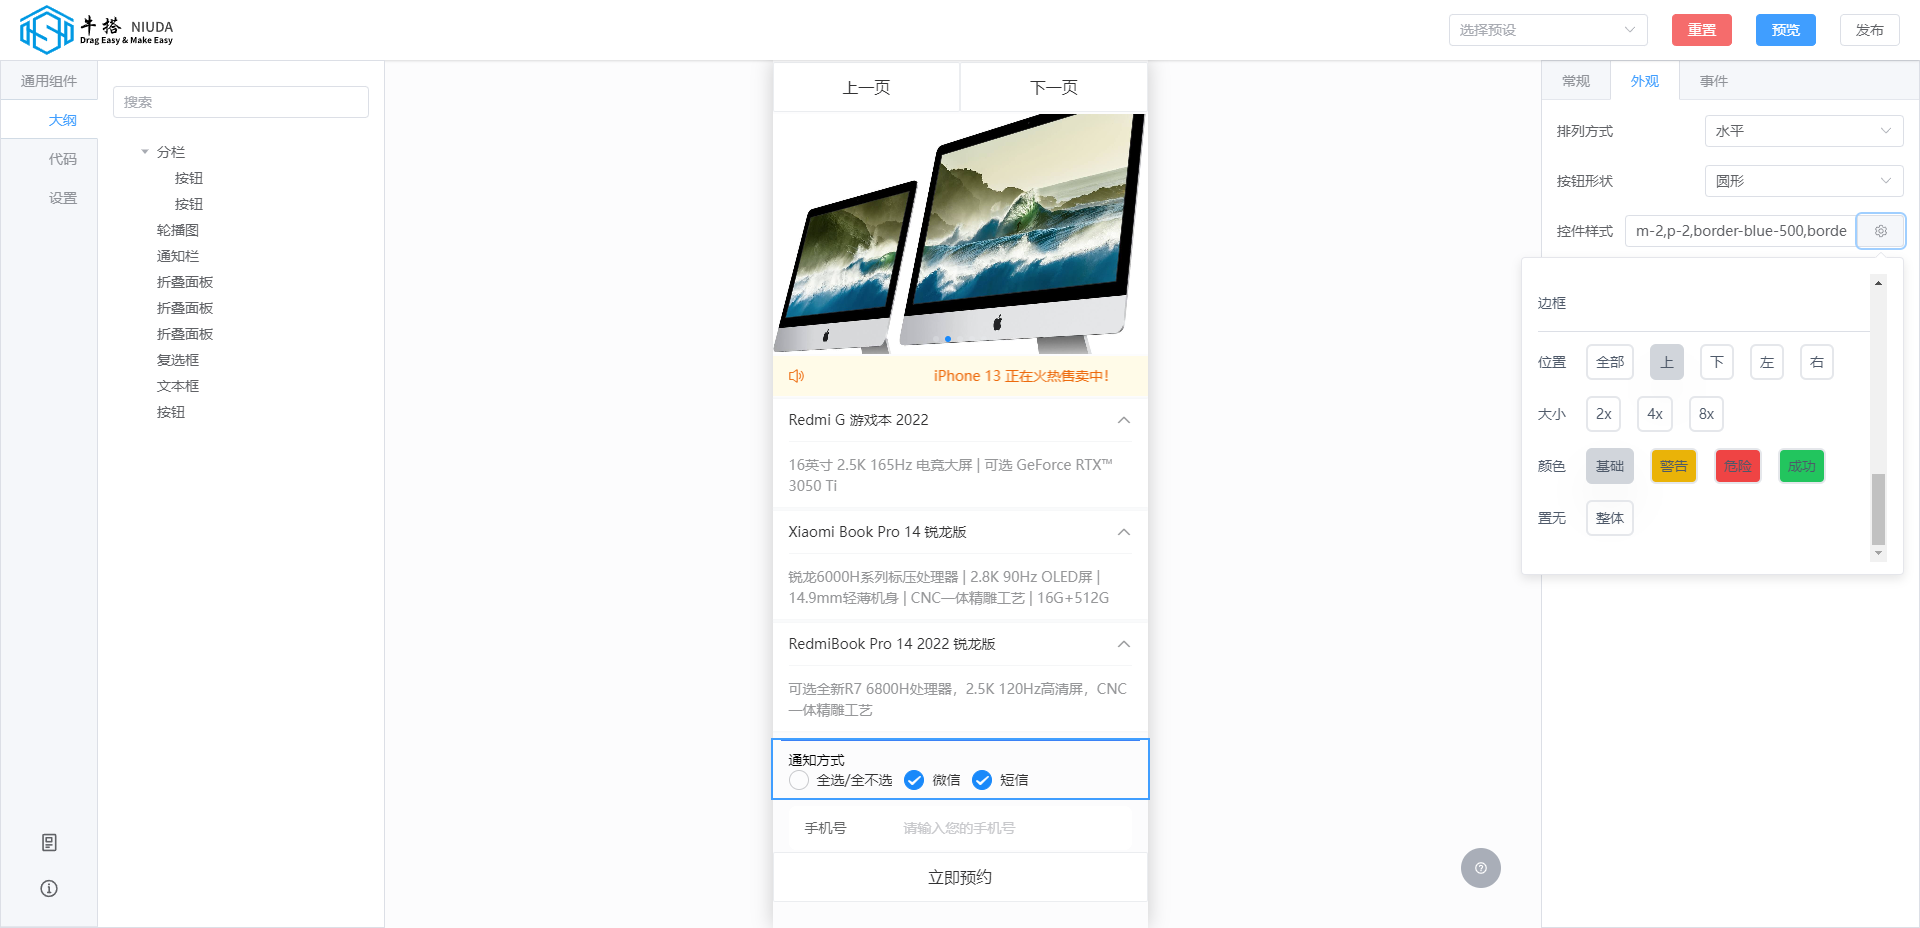 牛搭 NIUDA
Drag Easy & Make Easy
选择预设
重置
预览
发布
通用组件
大纲
代码
设置
搜索
分栏
按钮
按钮
轮播图
通知栏
折叠面板
折叠面板
折叠面板
复选框
文本框
按钮
上一页
下一页
iPhone 13 正在火热售卖中！
Redmi G 游戏本 2022
16英寸 2.5K 165Hz 电竞大屏 | 可选 GeForce RTX™
3050 Ti
Xiaomi Book Pro 14 锐龙版
锐龙6000H系列标压处理器 | 2.8K 90Hz OLED屏 |
14.9mm轻薄机身 | CNC一体精雕工艺 | 16G+512G
RedmiBook Pro 14 2022 锐龙版
可选全新R7 6800H处理器，2.5K 120Hz高清屏，CNC
一体精雕工艺
通知方式
全选/全不选 微信 短信
手机号 请输入您的手机号
立即预约
常规 外观 事件
排列方式 水平
按钮形状 圆形
控件样式 m-2,p-2,border-blue-500,borde
边框
位置 全部 上 下 左 右
大小 2x 4x 8x
颜色 基础 警告 危险 成功
置无 整体